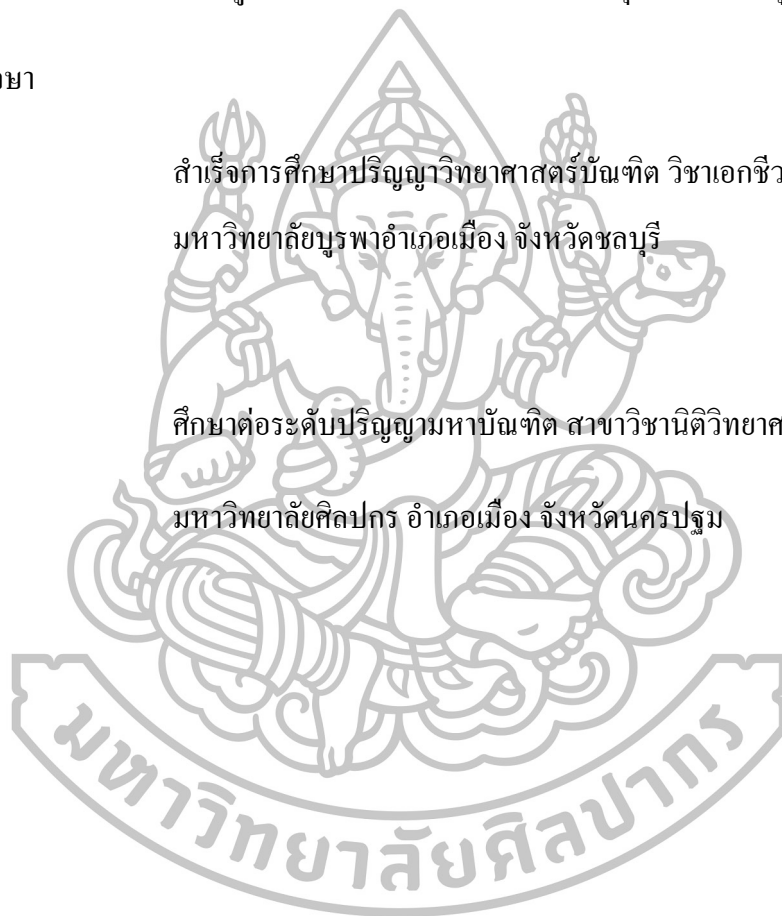 สำเร็จการศึกษาปริญญาวิทยาศาสตร์บัณฑิต วิชาเอกชีว
มหาวิทยาลัยบูรพาอำเภอเมือง จังหวัดชลบุรี
ศึกษาต่อระดับปริญญามหาบัณฑิต สาขาวิชานิติวิทยาศ
มหาวิทยาลัยศิลปกร อำเภอเมือง จังหวัดนครปฐม
มหาวิทยาลัยศิลปากร